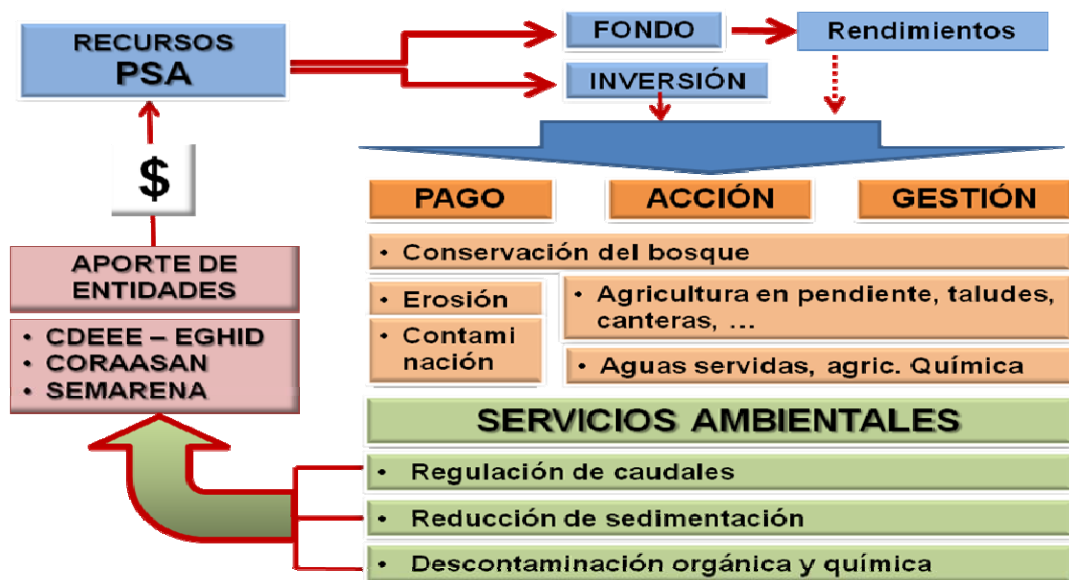 RECURSOS
PSA
FONDO
Rendimientos
INVERSIÓN
$
APORTE DE
ENTIDADES
• CDEEE – EGHID
• CORAASAN
• SEMARENA
PAGO
ACCIÓN
GESTIÓN
• Conservación del bosque
• Erosión
• Contami
nación
• Agricultura en pendiente, taludes,
canteras, ...
• Aguas servidas, agric. Química
SERVICIOS AMBIENTALES
• Regulación de caudales
• Reducción de sedimentación
• Descontaminación orgánica y química